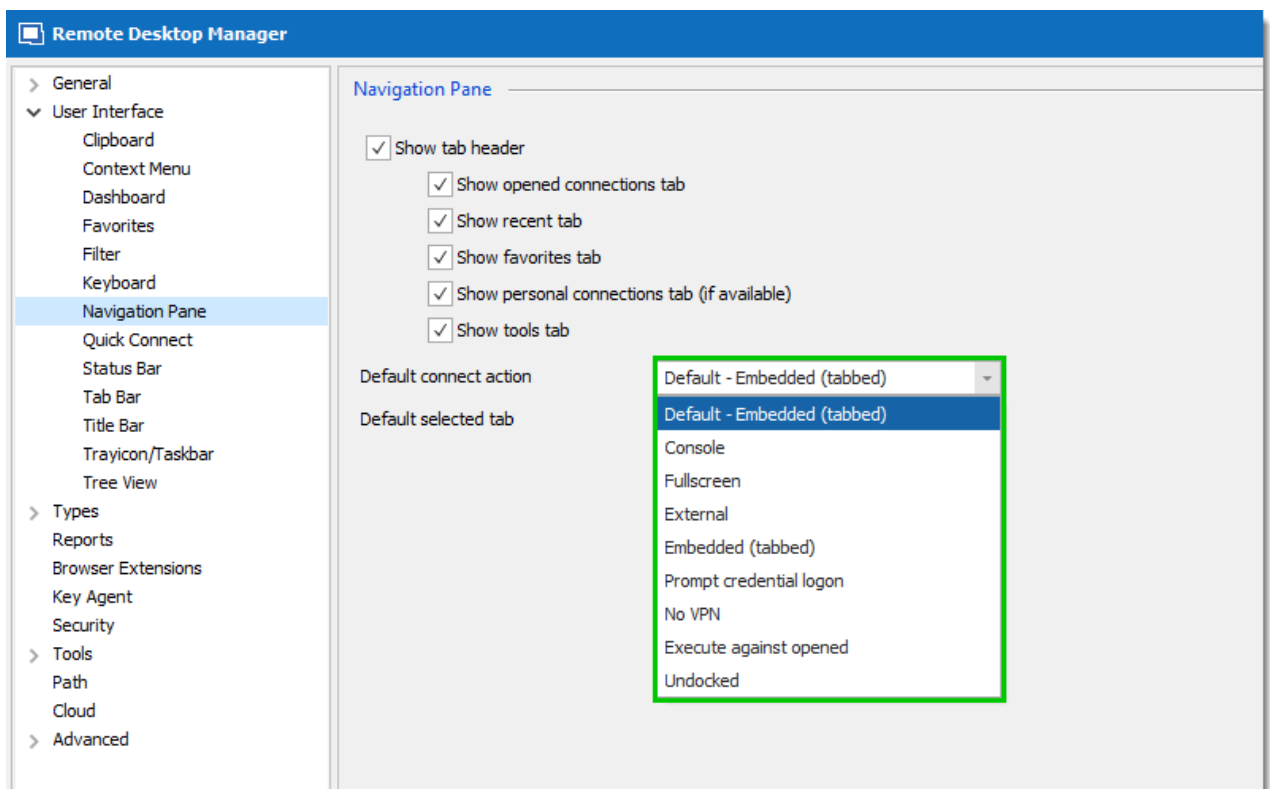 Remote Desktop Manager
General
User Interface
Clipboard
Context Menu
Dashboard
Favorites
Filter
Keyboard
Navigation Pane
Quick Connect
Status Bar
Tab Bar
Title Bar
Trayicon/Taskbar
Tree View
Types
Reports
Browser Extensions
Key Agent
Security
Tools
Path
Cloud
Advanced
Navigation Pane
Show tab header
Show opened connections tab
Show recent tab
Show favorites tab
Show personal connections tab (if available)
Show tools tab
Default connect action
Default - Embedded (tabbed)
Default selected tab
Default - Embedded (tabbed)
Console
Fullscreen
External
Embedded (tabbed)
Prompt credential logon
No VPN
Execute against opened
Undocked